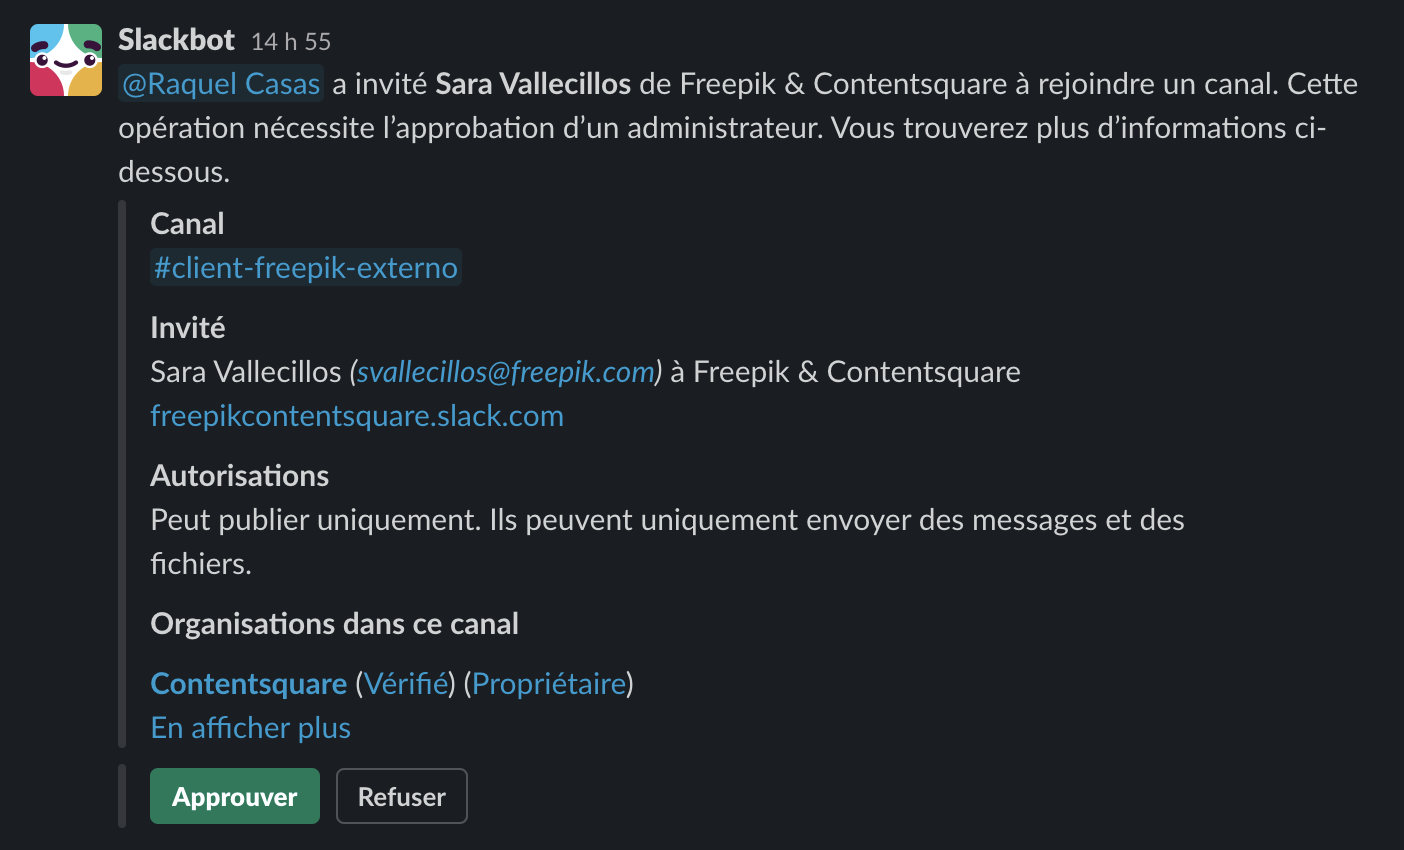 Slackbot 14 h 55
@Raquel Casas a invité Sara Vallecillos de Freepik & Contentsquare à rejoindre un canal. Cette
opération nécessite l’approbation d’un administrateur. Vous trouverez plus d’informations ci-
dessous.
Canal
#client-freepik-externo
Invité
Sara Vallecillos (svallecillos@freepik.com) à Freepik & Contentsquare
freepikcontentsquare.slack.com
Autorisations
Peut publier uniquement. Ils peuvent uniquement envoyer des messages et des
fichiers.
Organisations dans ce canal
Contentsquare (Vérifié) (Propriétaire)
En afficher plus
Approuver Refuser